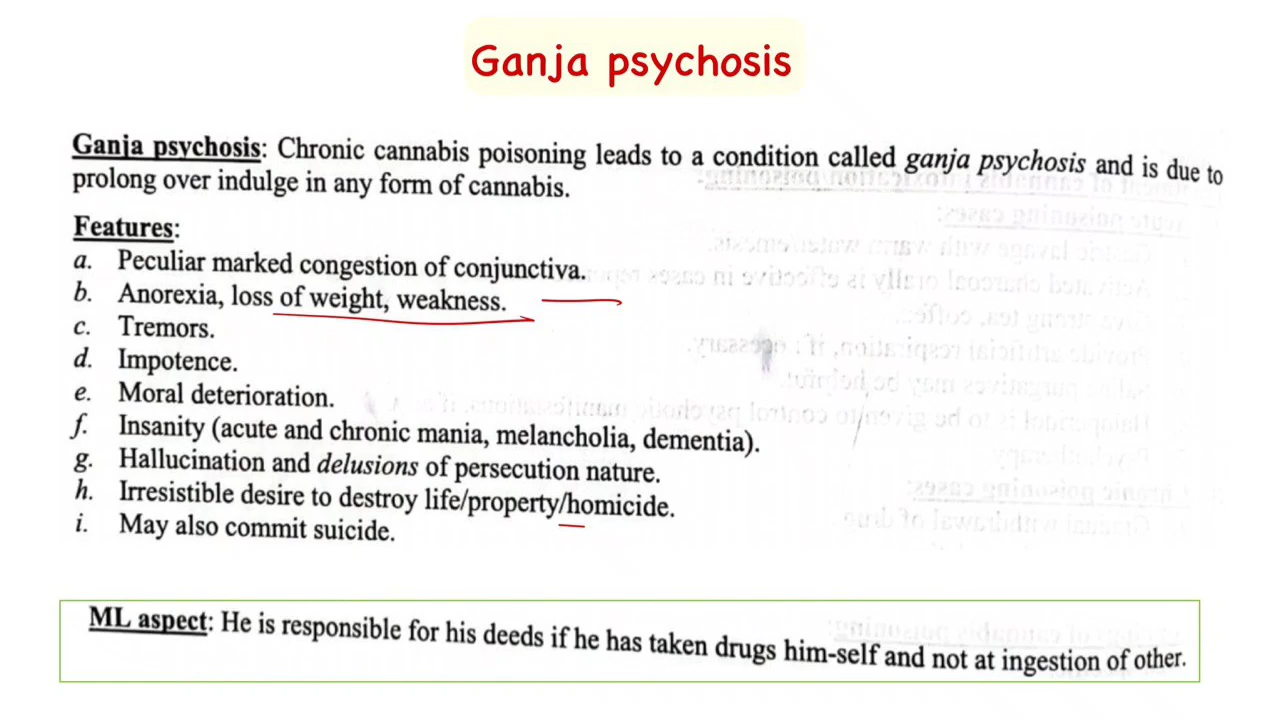 Ganja psychosis
Ganja psychosis: Chronic cannabis poisoning leads to a condition called ganja psychosis and is due to
prolong over indulge in any form of cannabis.
Features:
a. Peculiar marked congestion of conjunctiva.
b. Anorexia, loss of weight, weakness.
c. Tremors.
d. Impotence.
e. Moral deterioration.
f. Insanity (acute and chronic mania, melancholia, dementia).
g. Hallucination and delusions of persecution nature.
h. Irresistible desire to destroy life/property/homicide.
i. May also commit suicide.
ML aspect: He is responsible for his deeds if he has taken drugs him-self and not at ingestion of other.